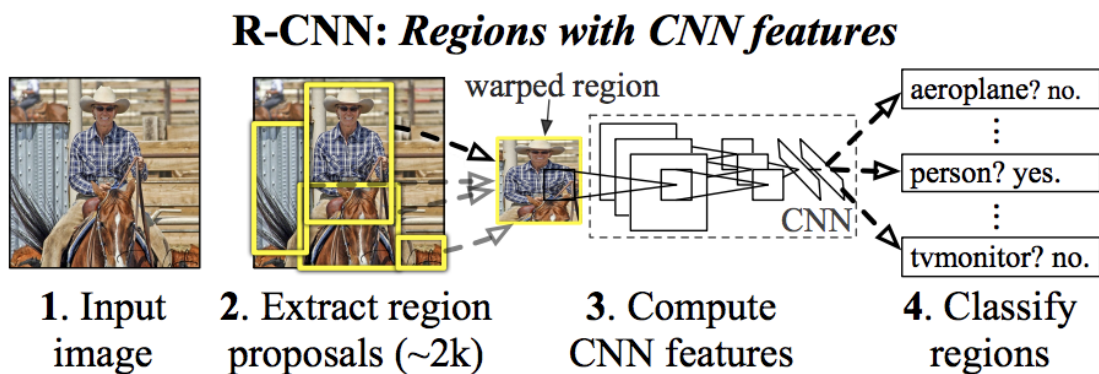 R-CNN: Regions with CNN features
warped region
aeroplane? no.
⋮
person? yes.
⋮
tvmonitor? no.
CNN
1. Input
image
2. Extract region
proposals (~2k)
3. Compute
CNN features
4. Classify
regions